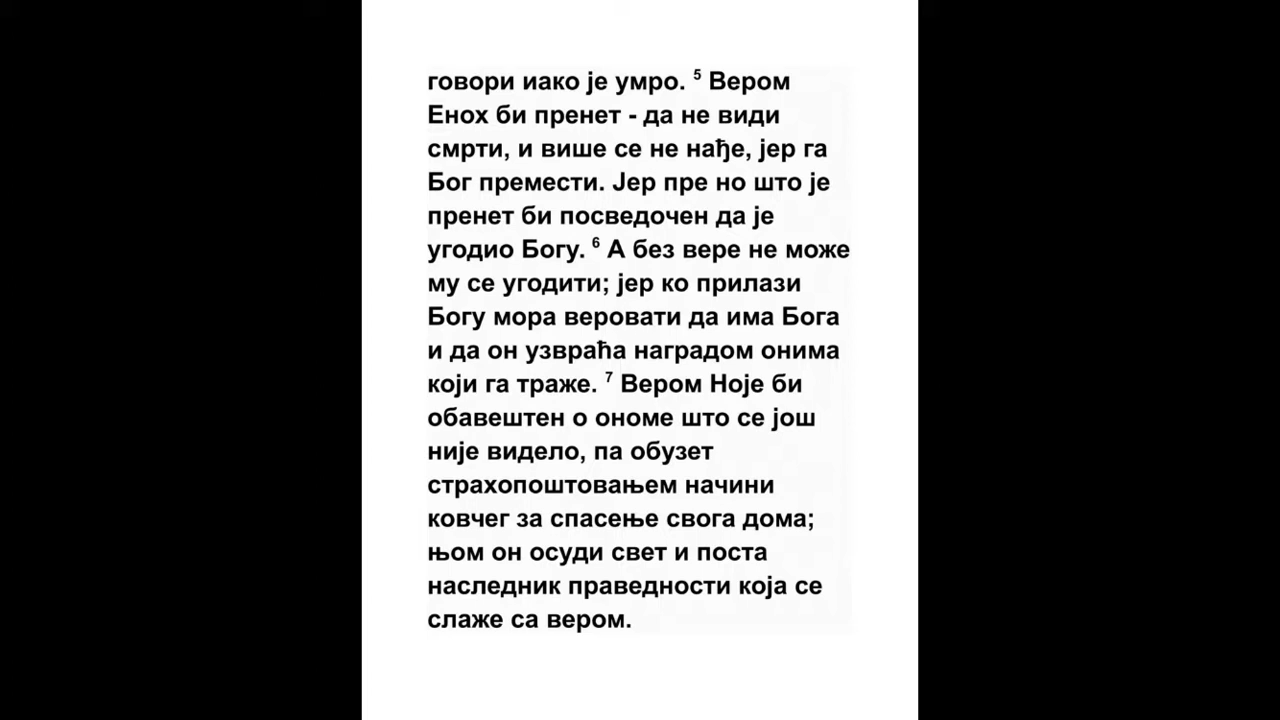 говори иако је умро. ⁵ Вером
Енох би пренет - да не види
смрти, и више се не нађе, јер га
Бог премести. Јер пре но што је
пренет би посведочен да је
угодио Богу. ⁶ А без вере не може
му се угодити; јер ко прилази
Богу мора веровати да има Бога
и да он узвраћа наградом онима
који га траже. ⁷ Вером Ноје би
обавештен о ономе што се још
није видело, па обузет
страхопоштовањем начини
ковчег за спасење свога дома;
њом он осуди свет и поста
наследник праведности која се
слаже са вером.